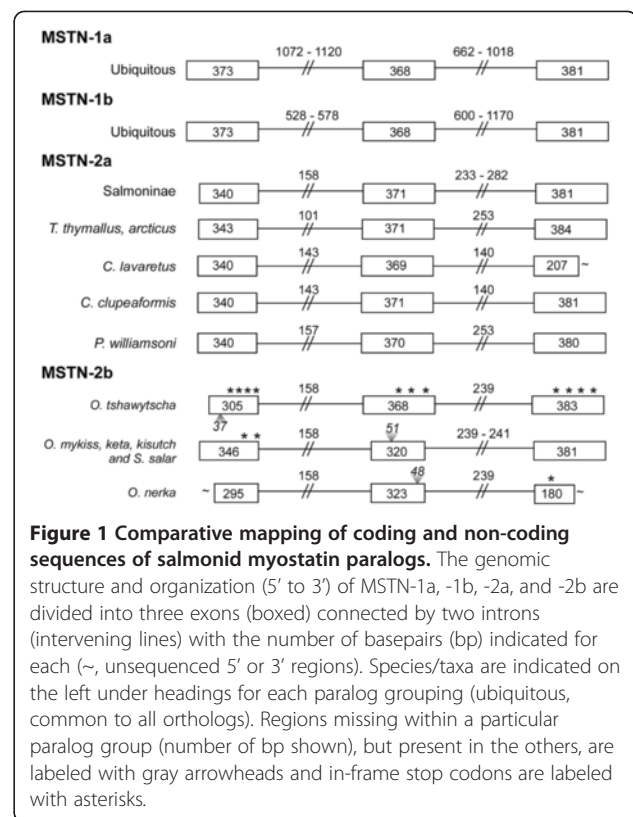 MSTN-1a
1072 - 1120 662 - 1018
Ubiquitous 373 // 368 // 381
MSTN-1b
528 - 578 600 - 1170
Ubiquitous 373 // 368 // 381
MSTN-2a
158 233 - 282
Salmoninae 340 // 371 // 381
101 253
T. thymallus, arcticus 343 // 371 // 384
143 140
C. lavaretus 340 // 369 // 207 ~
143 140
C. clupeaformis 340 // 371 // 381
157 253
P. williamsoni 340 // 370 // 380
MSTN-2b
**** 158 * * * 239 * * * *
O. tshawytscha 305 // 368 // 383
37
* * 158 51 239 - 241
O. mykiss, keta, kisutch
and S. salar 346 // 320 // 381
158 48 239 *
O. nerka ~ 295 // 323 // 180 ~
Figure 1 Comparative mapping of coding and non-coding
sequences of salmonid myostatin paralogs. The genomic
structure and organization (5′ to 3′) of MSTN-1a, -1b, -2a, and -2b are
divided into three exons (boxed) connected by two introns
(intervening lines) with the number of basepairs (bp) indicated for
each (~, unsequenced 5′ or 3′ regions). Species/taxa are indicated on
the left under headings for each paralog grouping (ubiquitous,
common to all orthologs). Regions missing within a particular
paralog group (number of bp shown), but present in the others, are
labeled with gray arrowheads and in-frame stop codons are labeled
with asterisks.